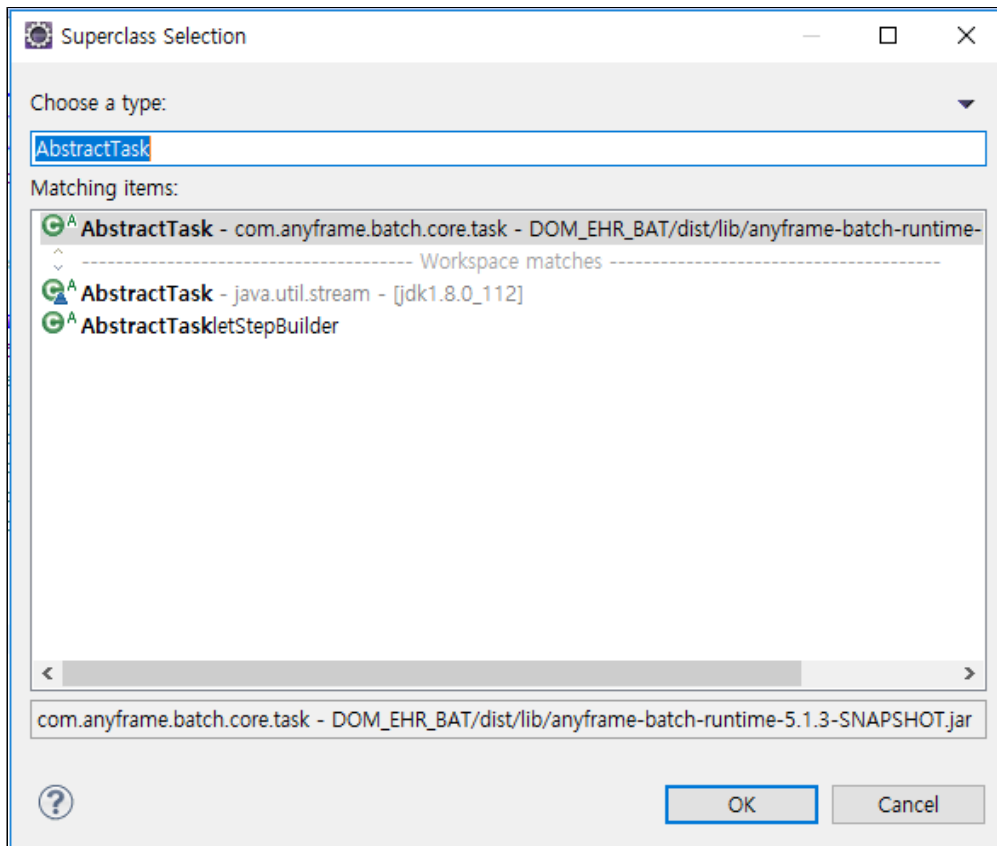 Superclass Selection
Choose a type:
AbstractTask
Matching items:
AbstractTask - com.anyframe.batch.core.task - DOM_EHR_BAT/dist/lib/anyframe-batch-runtime-
--------------------------------------- Workspace matches ---------------------------------------
AbstractTask - java.util.stream - [jdk1.8.0_112]
AbstractTaskletStepBuilder
com.anyframe.batch.core.task - DOM_EHR_BAT/dist/lib/anyframe-batch-runtime-5.1.3-SNAPSHOT.jar
OK Cancel